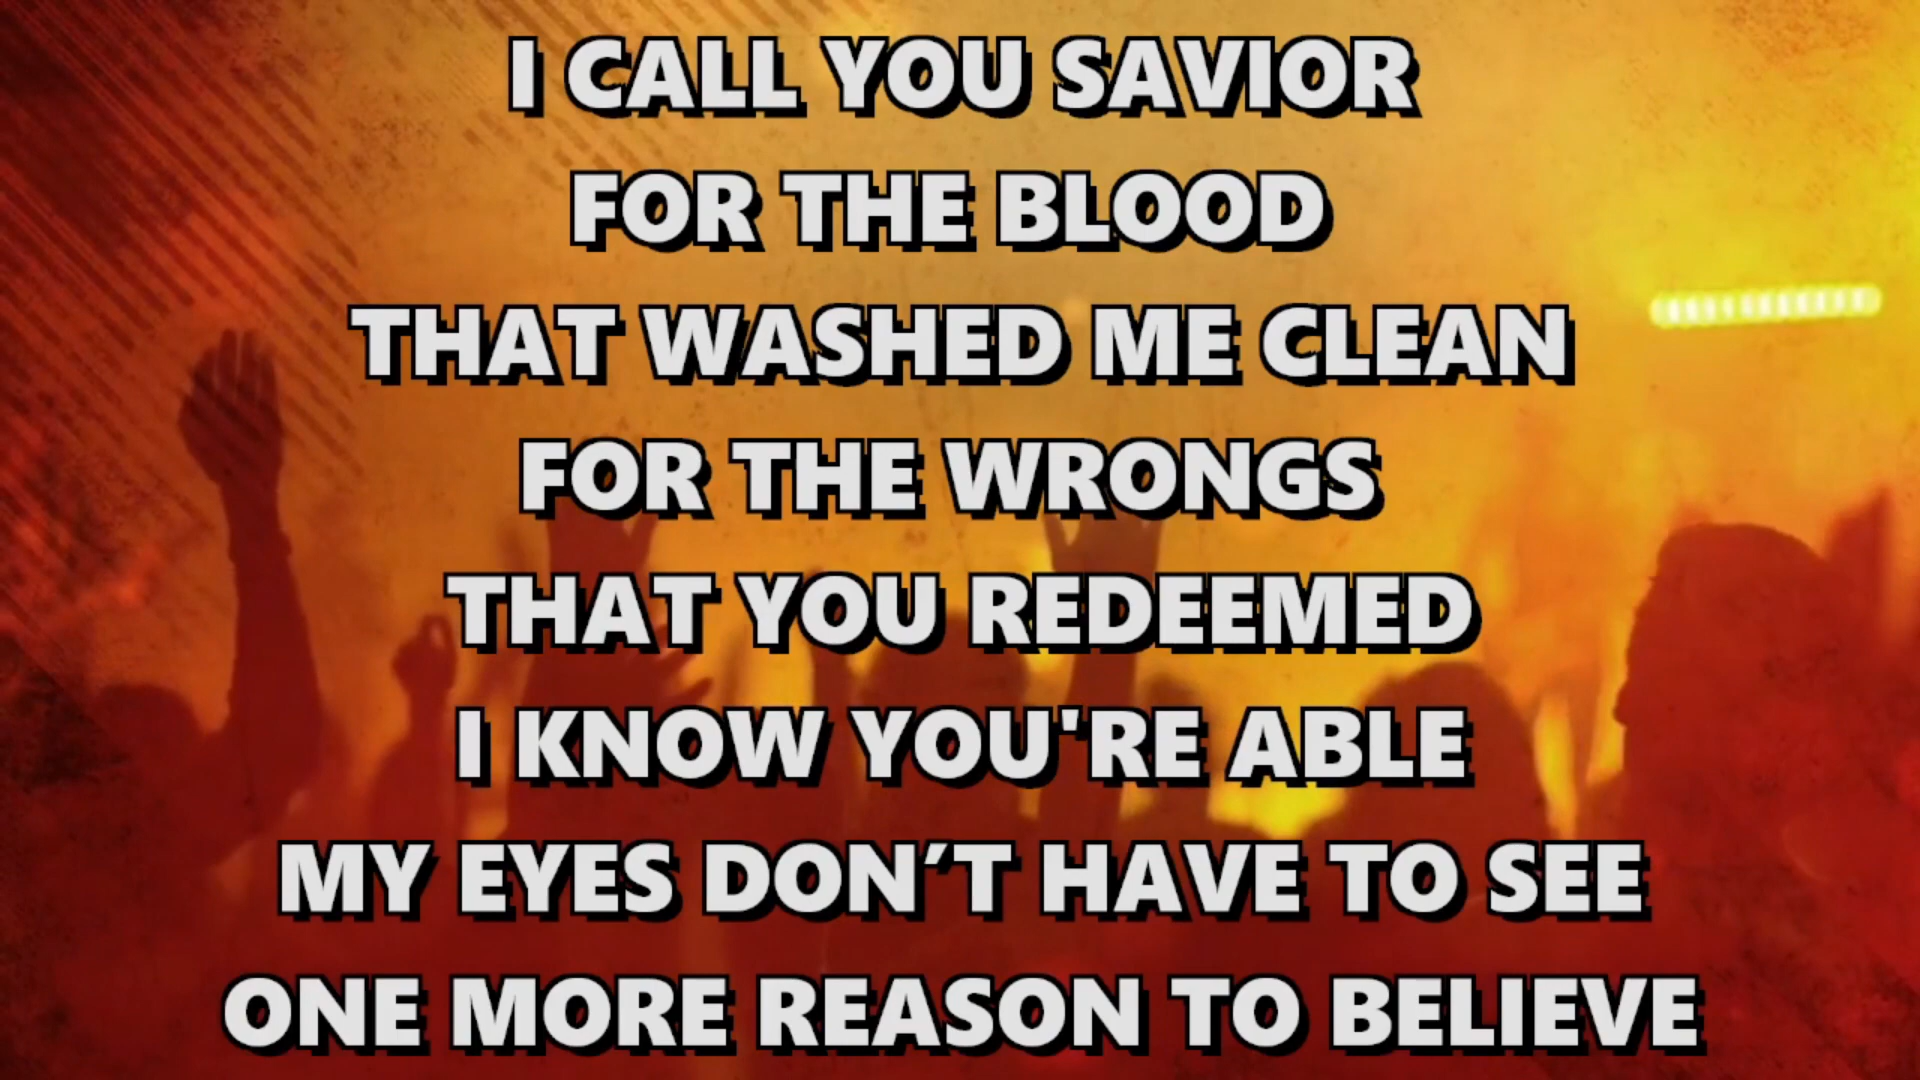 I CALL YOU SAVIOR
FOR THE BLOOD
THAT WASHED ME CLEAN
FOR THE WRONGS
THAT YOU REDEEMED
I KNOW YOU'RE ABLE
MY EYES DON’T HAVE TO SEE
ONE MORE REASON TO BELIEVE